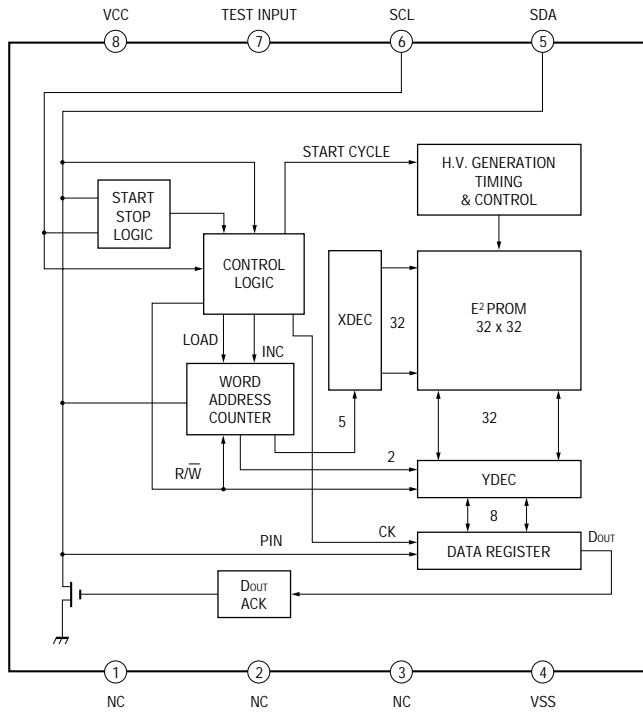 VCC
TEST INPUT
SCL
SDA
8
7
6
5
START CYCLE
H.V. GENERATION
TIMING
& CONTROL
START
STOP
LOGIC
CONTROL
LOGIC
XDEC
32
E² PROM
32 x 32
LOAD
INC
WORD
ADDRESS
COUNTER
5
32
2
R/W̅
YDEC
8
CK
PIN
DATA REGISTER
DOUT
DOUT
ACK
1
2
3
4
NC
NC
NC
VSS